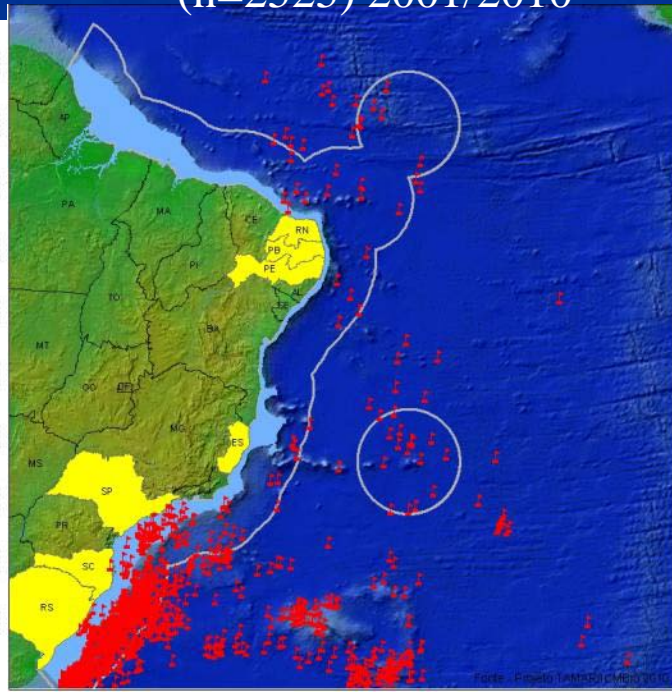 (n=2323) 2001/2010
AP
PA
MA
CE
RN
PB
PI
PE
AL
SE
TO
BA
MT
GO
DF
MG
ES
MS
SP
PR
SC
RS
Fonte - Projeto TAMAR/ICMBio 2010